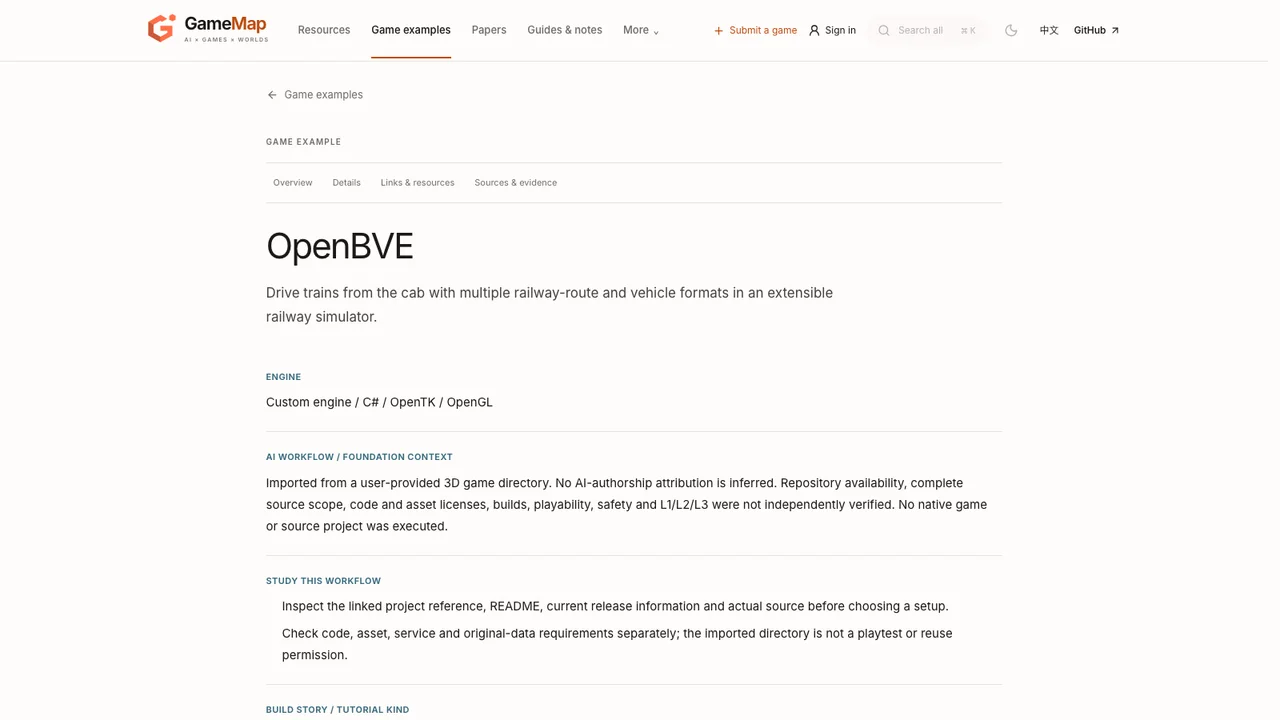 GameMap
AI × GAMES × WORLDS
Resources
Game examples
Papers
Guides & notes
More
+ Submit a game
Sign in
Search all
⌘ K
中文
GitHub ↗
← Game examples
GAME EXAMPLE
Overview
Details
Links & resources
Sources & evidence
OpenBVE
Drive trains from the cab with multiple railway-route and vehicle formats in an extensible
railway simulator.
ENGINE
Custom engine / C# / OpenTK / OpenGL
AI WORKFLOW / FOUNDATION CONTEXT
Imported from a user-provided 3D game directory. No AI-authorship attribution is inferred. Repository availability, complete
source scope, code and asset licenses, builds, playability, safety and L1/L2/L3 were not independently verified. No native game
or source project was executed.
STUDY THIS WORKFLOW
Inspect the linked project reference, README, current release information and actual source before choosing a setup.
Check code, asset, service and original-data requirements separately; the imported directory is not a playtest or reuse
permission.
BUILD STORY / TUTORIAL KIND